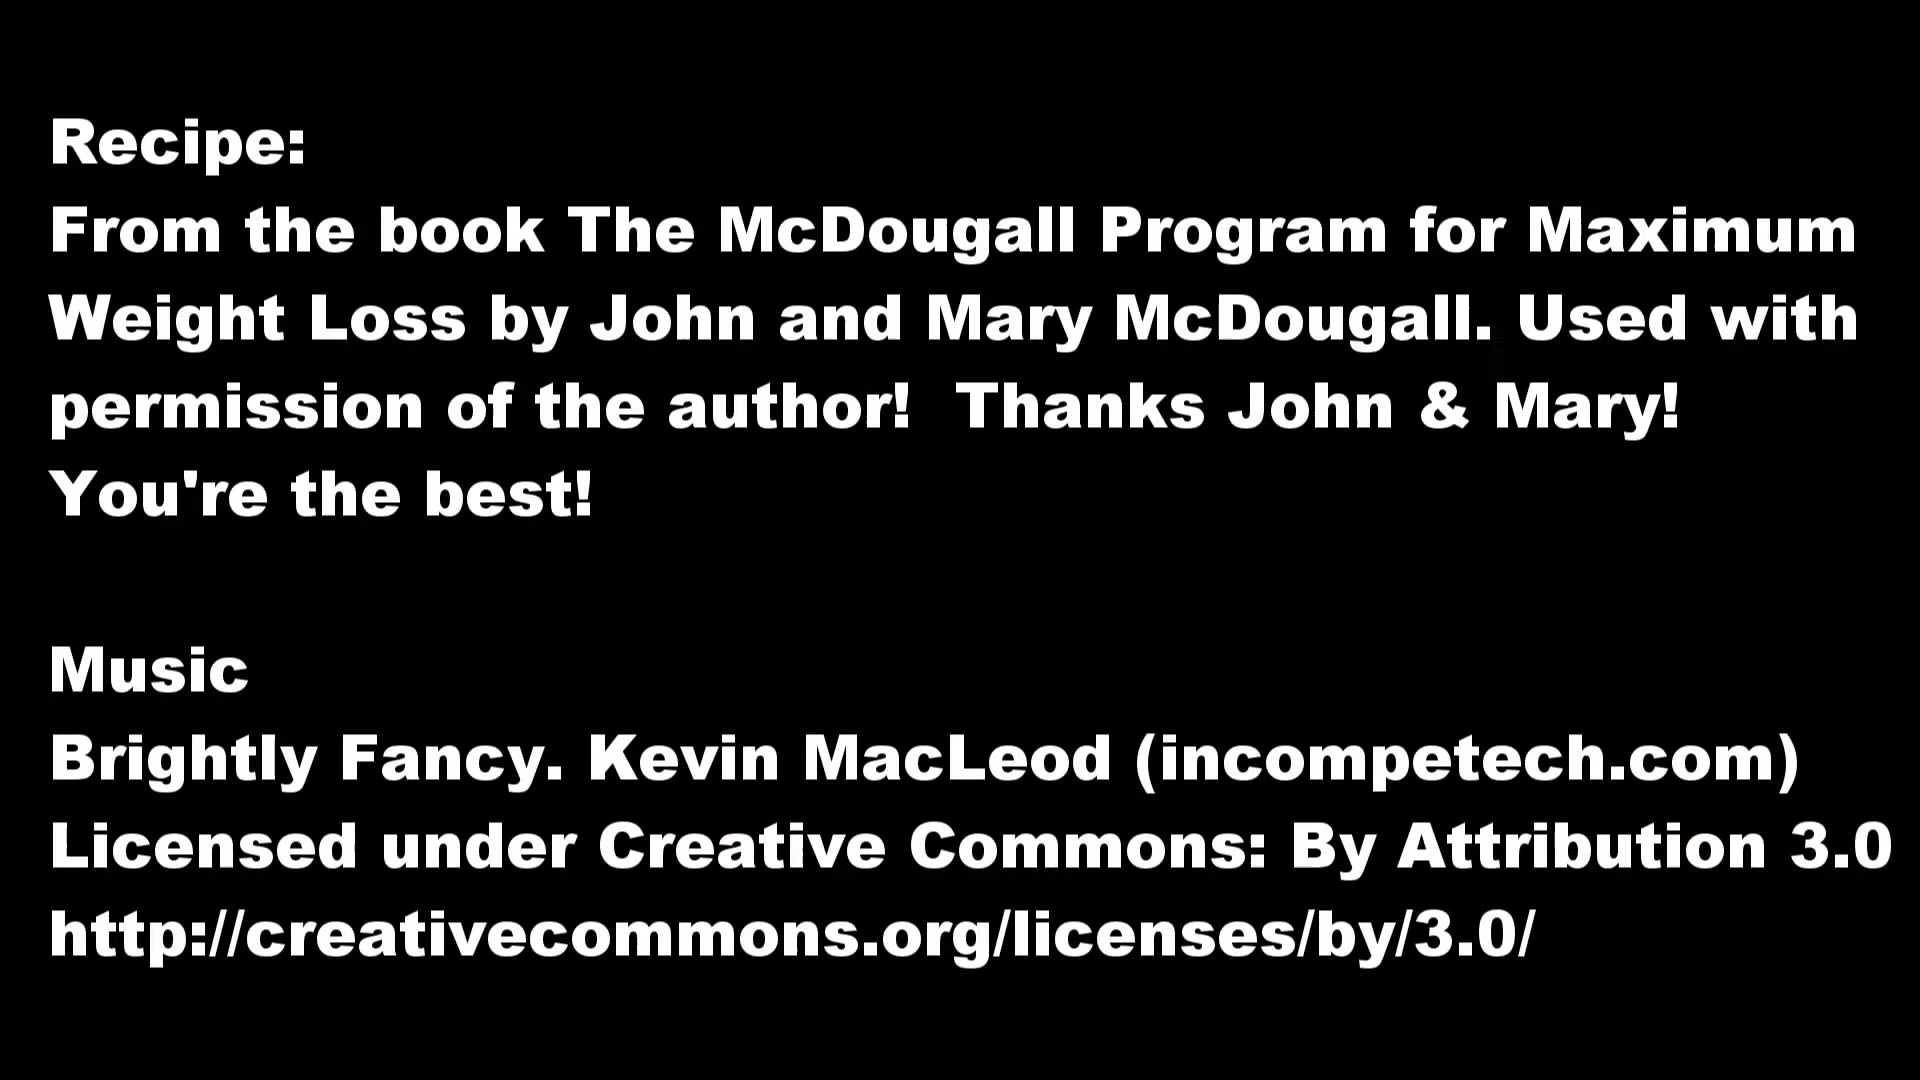 Recipe:
From the book The McDougall Program for Maximum
Weight Loss by John and Mary McDougall. Used with
permission of the author!  Thanks John & Mary!
You're the best!
Music
Brightly Fancy. Kevin MacLeod (incompetech.com)
Licensed under Creative Commons: By Attribution 3.0
http://creativecommons.org/licenses/by/3.0/